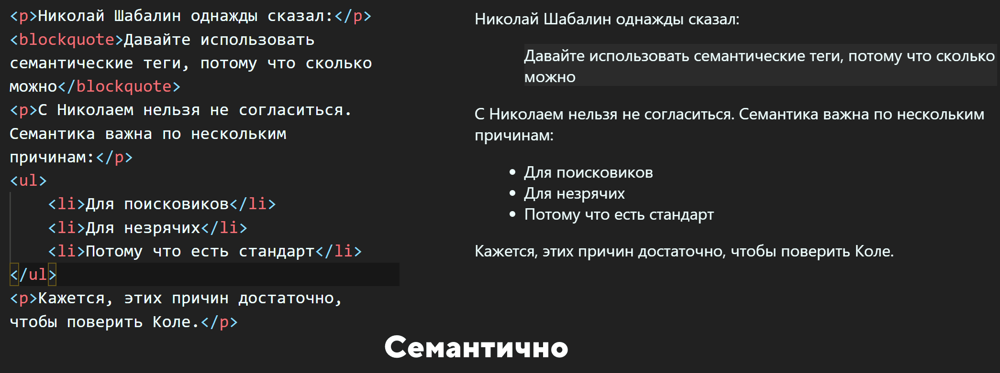 <p>Николай Шабалин однажды сказал:</p>
<blockquote>Давайте использовать
семантические теги, потому что сколько
можно</blockquote>
<p>С Николаем нельзя не согласиться.
Семантика важна по нескольким
причинам:</p>
<ul>
<li>Для поисковиков</li>
<li>Для незрячих</li>
<li>Потому что есть стандарт</li>
</ul>
<p>Кажется, этих причин достаточно,
чтобы поверить Коле.</p>
Николай Шабалин однажды сказал:
Давайте использовать семантические теги, потому что сколько
можно
С Николаем нельзя не согласиться. Семантика важна по нескольким
причинам:
• Для поисковиков
• Для незрячих
• Потому что есть стандарт
Кажется, этих причин достаточно, чтобы поверить Коле.
Семантично